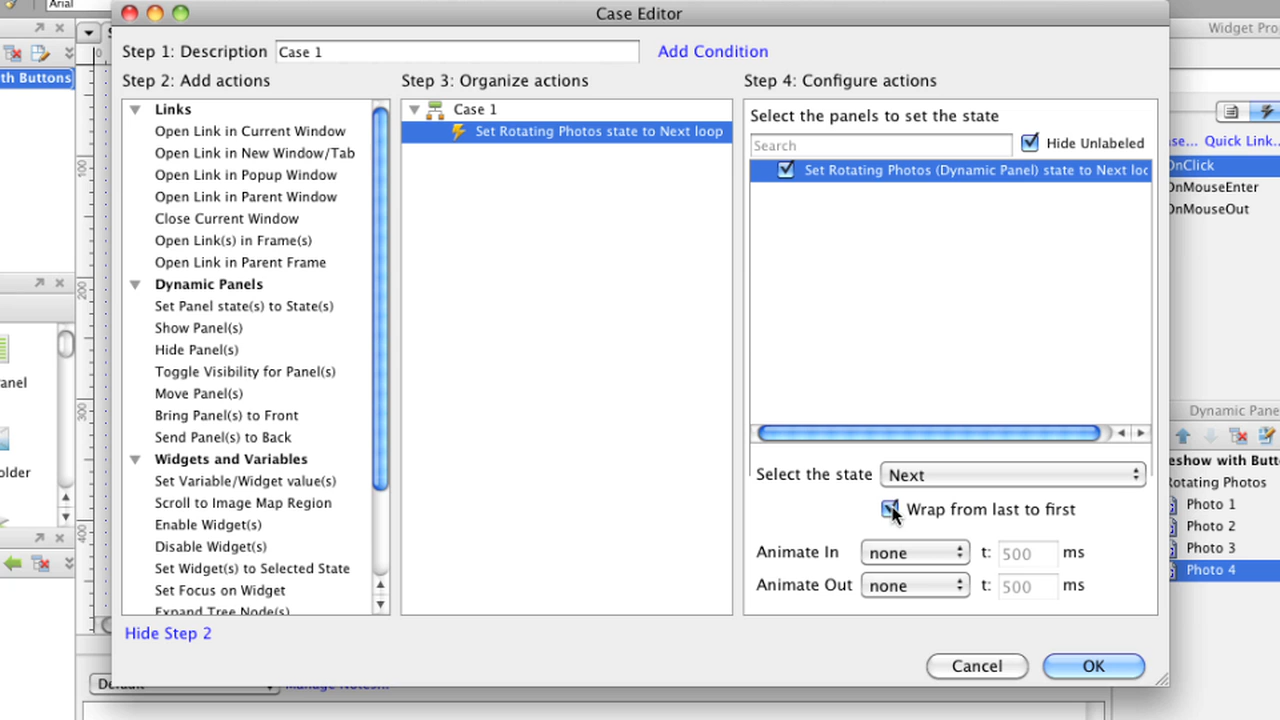 Arial
Case Editor
Widget Pro
Step 1: Description Case 1 Add Condition
Step 2: Add actions
Step 3: Organize actions
Step 4: Configure actions
th Buttons
Links
Open Link in Current Window
Open Link in New Window/Tab
Open Link in Popup Window
Open Link in Parent Window
Close Current Window
Open Link(s) in Frame(s)
Open Link in Parent Frame
Dynamic Panels
Set Panel state(s) to State(s)
Show Panel(s)
Hide Panel(s)
Toggle Visibility for Panel(s)
Move Panel(s)
Bring Panel(s) to Front
Send Panel(s) to Back
Widgets and Variables
Set Variable/Widget value(s)
Scroll to Image Map Region
Enable Widget(s)
Disable Widget(s)
Set Widget(s) to Selected State
Set Focus on Widget
Expand Tree Node(s)
Hide Step 2
Case 1
Set Rotating Photos state to Next loop
Select the panels to set the state
Search
Hide Unlabeled
Set Rotating Photos (Dynamic Panel) state to Next loo
Select the state Next
Wrap from last to first
Animate In none t: 500 ms
Animate Out none t: 500 ms
Cancel OK
ase... Quick Link...
OnClick
OnMouseEnter
OnMouseOut
Dynamic Pane
eshow with Butt
Rotating Photos
Photo 1
Photo 2
Photo 3
Photo 4
anel
older
0
100
200
300
400
Default
Manage Notes...